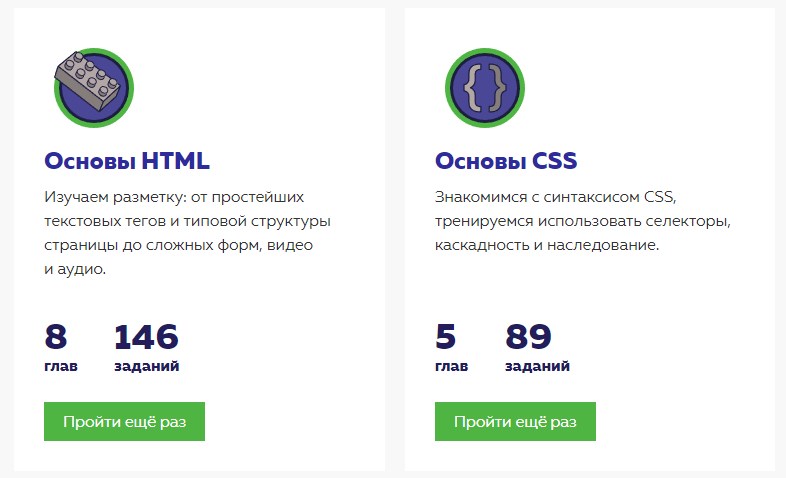 Основы HTML
Изучаем разметку: от простейших
текстовых тегов и типовой структуры
страницы до сложных форм, видео
и аудио.
8 146
глав заданий
Пройти ещё раз
{ }
Основы CSS
Знакомимся с синтаксисом CSS,
тренируемся использовать селекторы,
каскадность и наследование.
5 89
глав заданий
Пройти ещё раз